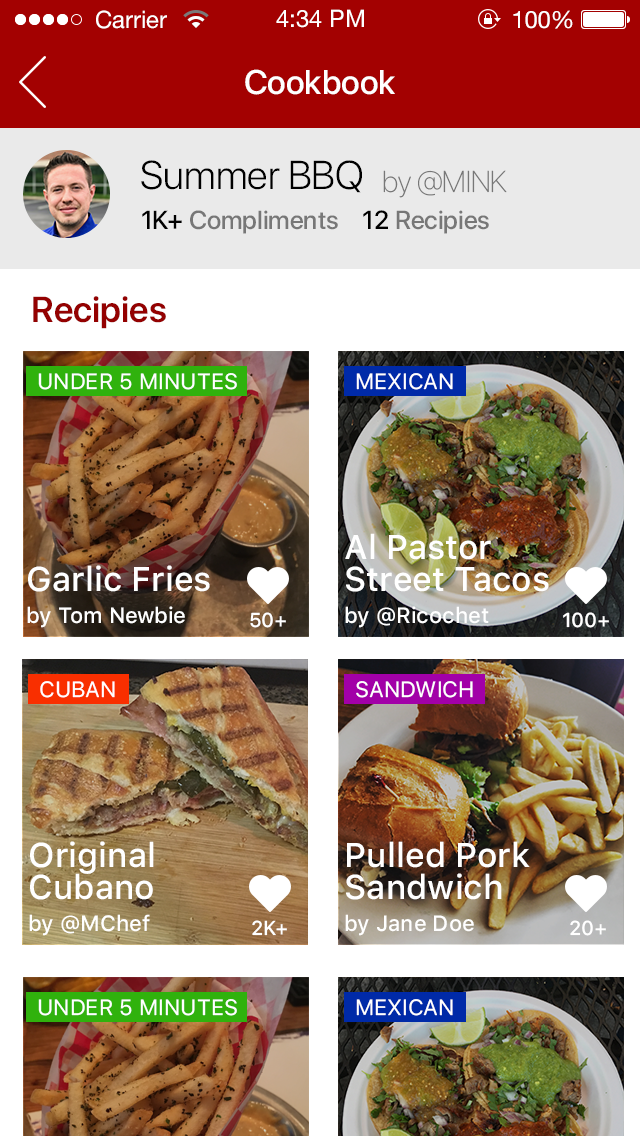 Carrier 4:34 PM 100%
Cookbook
Summer BBQ by @MINK
1K+ Compliments 12 Recipies
Recipies
UNDER 5 MINUTES
Garlic Fries
by Tom Newbie
50+
MEXICAN
Al Pastor
Street Tacos
by @Ricochet
100+
CUBAN
Original
Cubano
by @MChef
2K+
SANDWICH
Pulled Pork
Sandwich
by Jane Doe
20+
UNDER 5 MINUTES
MEXICAN